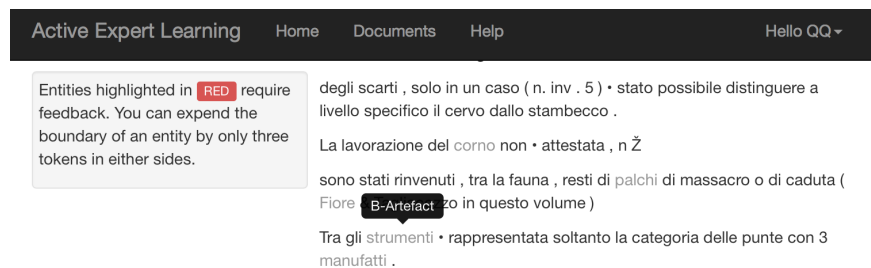 Active Expert Learning Home Documents Help Hello QQ
Entities highlighted in RED require
feedback. You can expend the
boundary of an entity by only three
tokens in either sides.
degli scarti , solo in un caso ( n. inv . 5 ) • stato possibile distinguere a
livello specifico il cervo dallo stambecco .
La lavorazione del corno non • attestata , n Ž
sono stati rinvenuti , tra la fauna , resti di palchi di massacro o di caduta (
Fiore in questo volume )
B-Artefact
Tra gli strumenti • rappresentata soltanto la categoria delle punte con 3
manufatti .